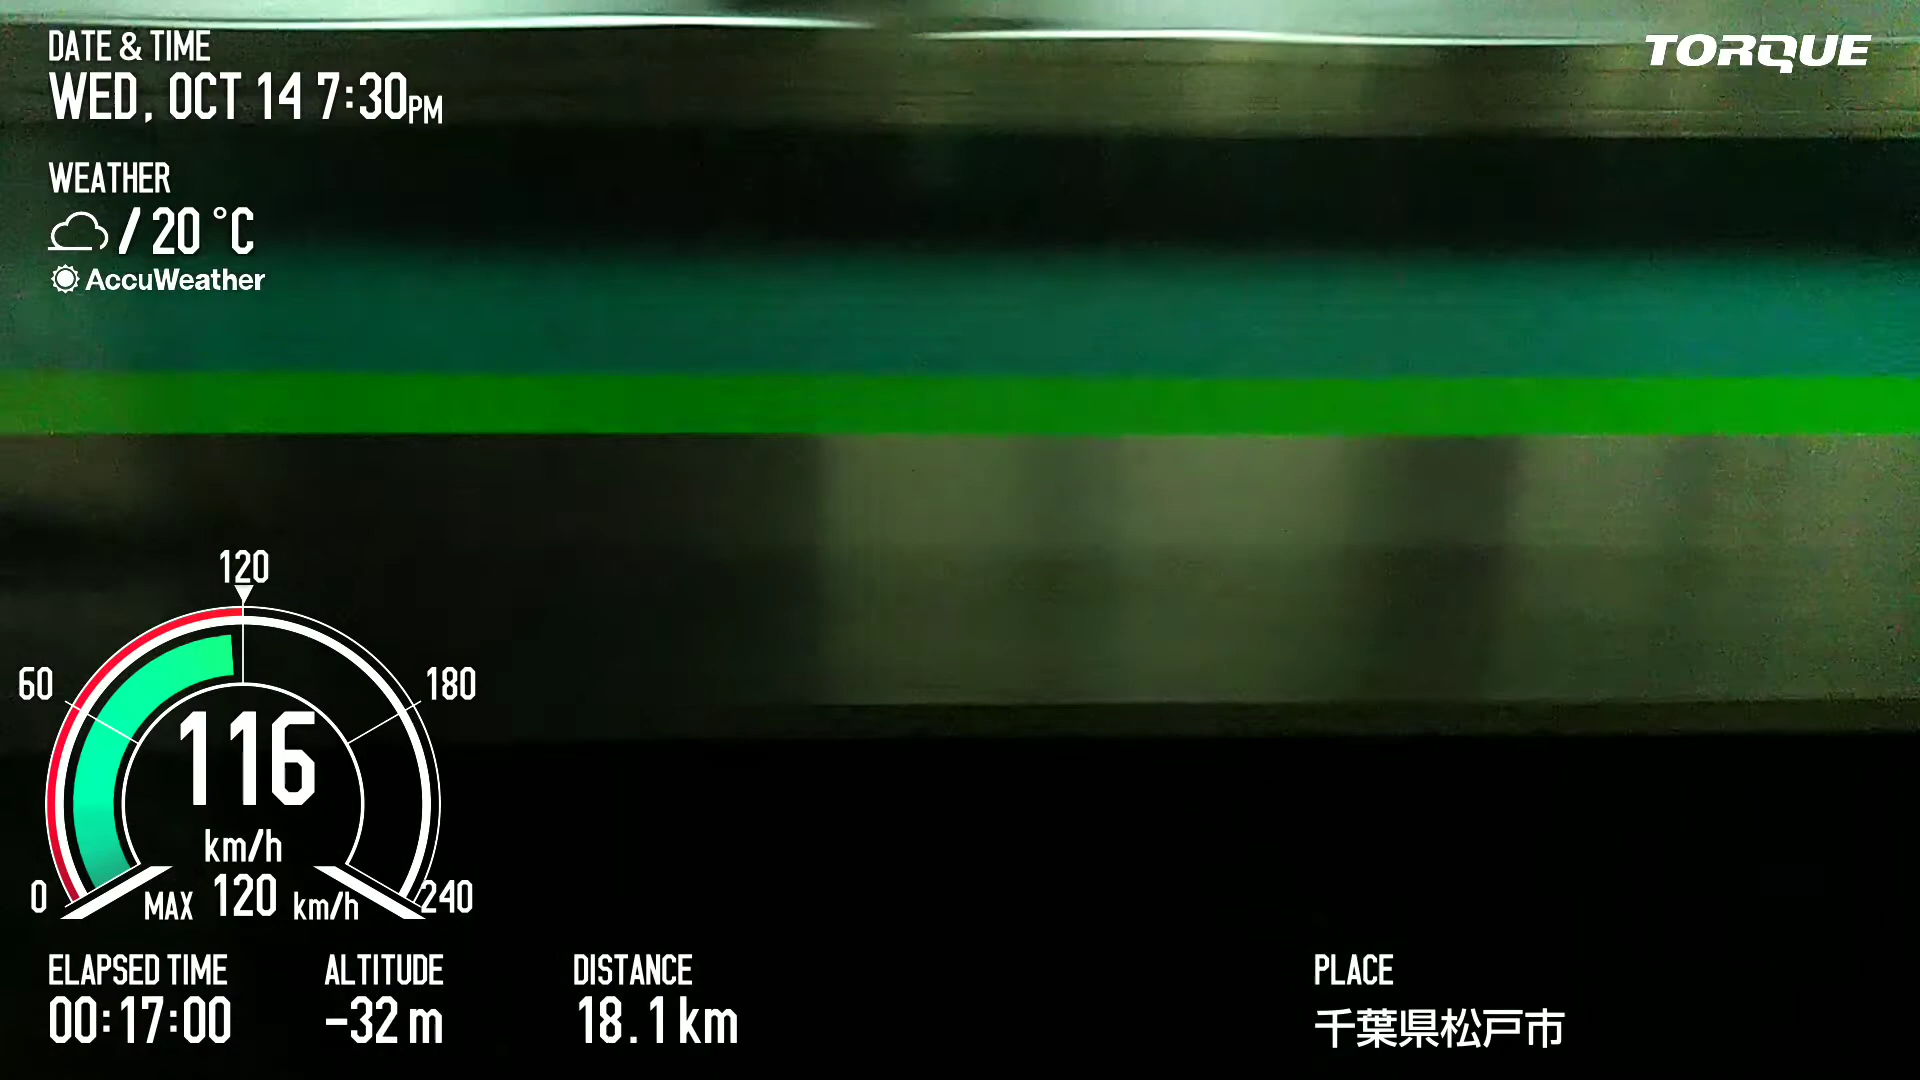 DATE & TIME
WED, OCT 14 7:30PM
TORQUE
WEATHER
/ 20 °C
AccuWeather
120
60
180
116
km/h
0
MAX 120 km/h
240
ELAPSED TIME
00:17:00
ALTITUDE
-32 m
DISTANCE
18.1 km
PLACE
千葉県松戸市